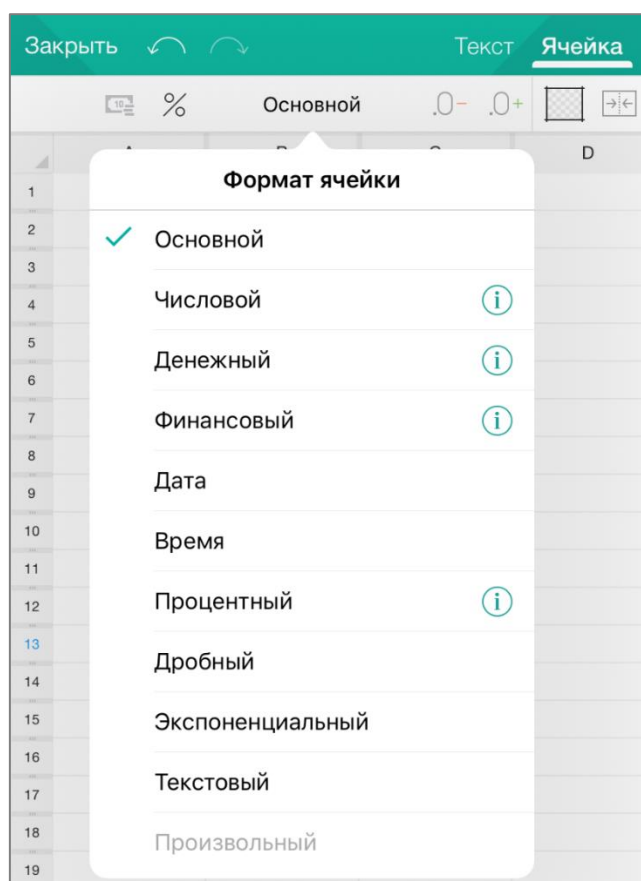 Закрыть Текст Ячейка
10 % Основной .0- .0+
D
Формат ячейки
1
2 Основной
3
4 Числовой
5
6 Денежный
7 Финансовый
8
9 Дата
10 Время
11
12 Процентный
13
14 Дробный
15 Экспоненциальный
16
17 Текстовый
18 Произвольный
19